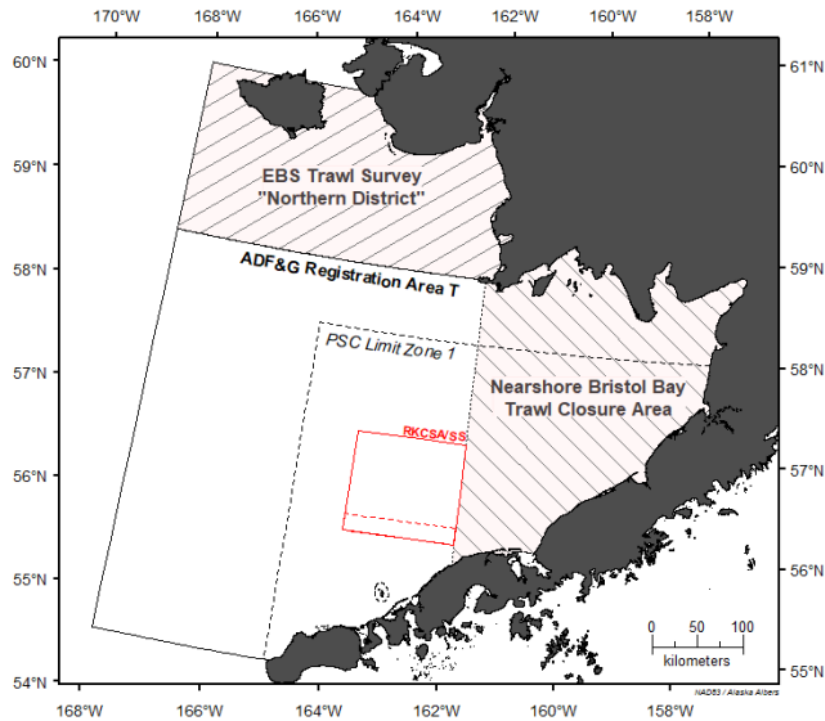 170°W 168°W 166°W 164°W 162°W 160°W 158°W
60°N
61°N
EBS Trawl Survey
"Northern District"
59°N
60°N
ADF&G Registration Area T
58°N
59°N
PSC Limit Zone 1
57°N
58°N
Nearshore Bristol Bay
Trawl Closure Area
RKCSA/SS
56°N
57°N
55°N
56°N
0 50 100
kilometers
54°N
55°N
NAD83 / Alaska Albers
168°W 166°W 164°W 162°W 160°W 158°W